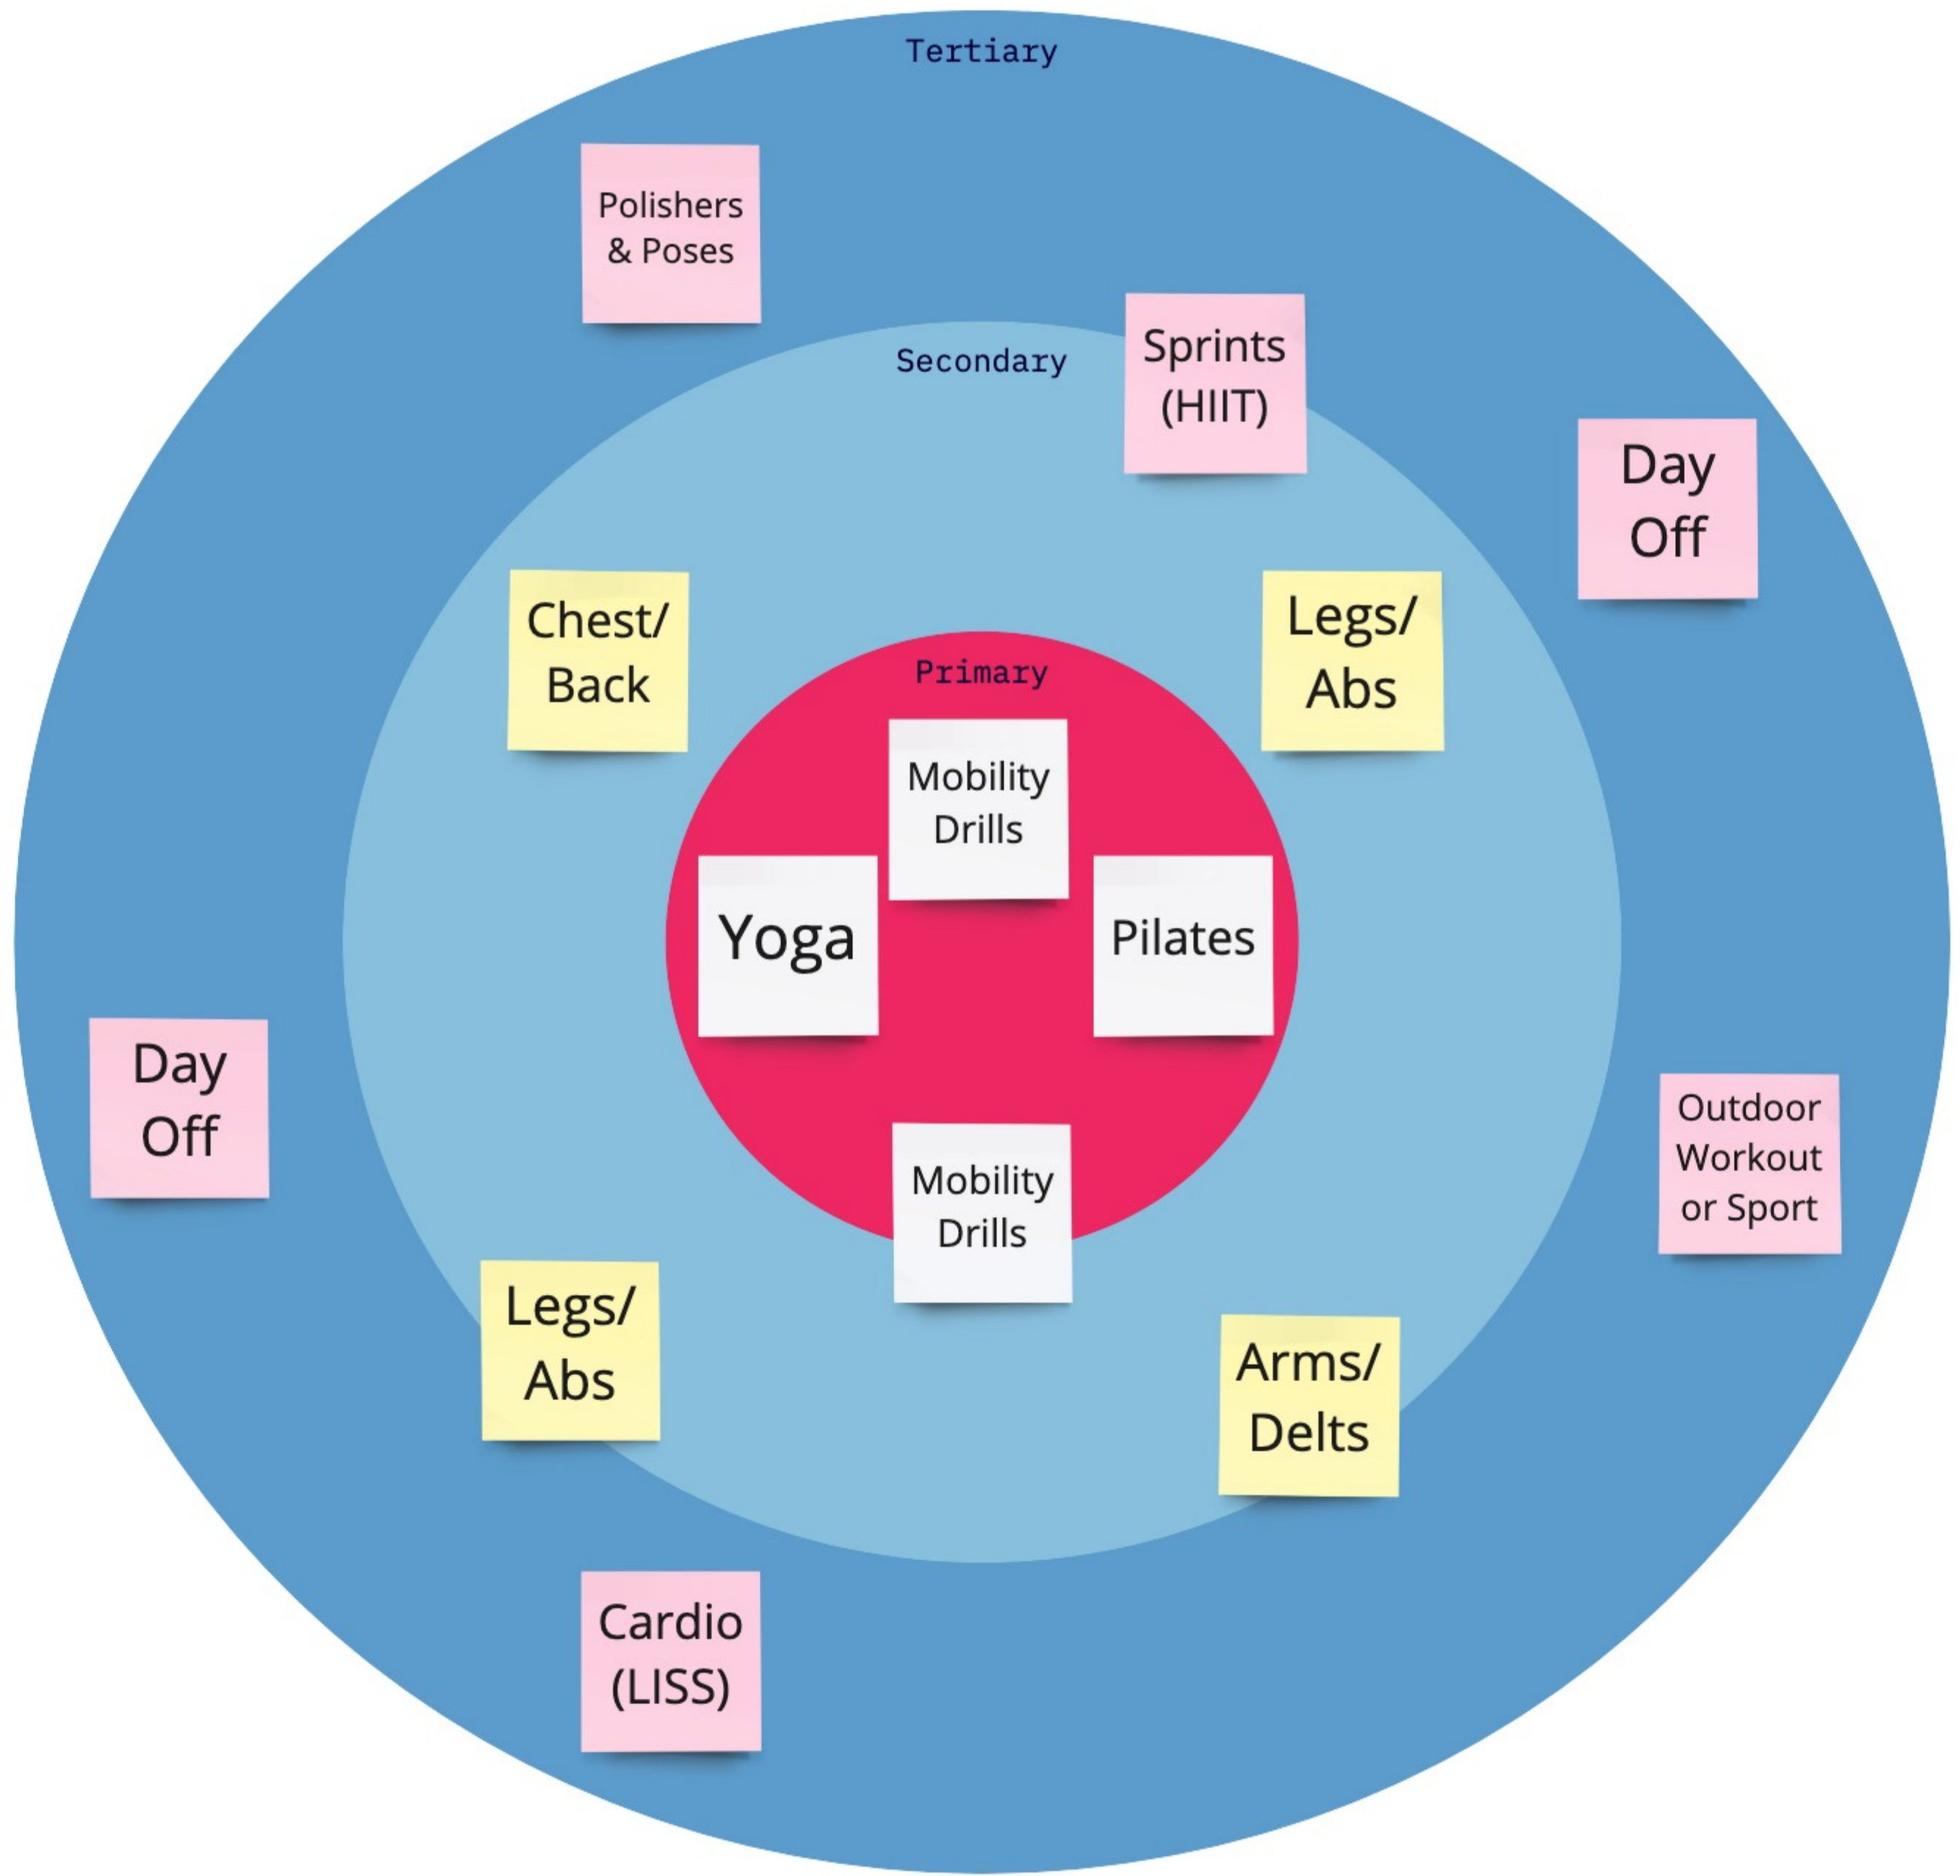 Tertiary
Polishers
& Poses
Secondary
Sprints
(HIIT)
Day
Off
Chest/
Back
Legs/
Abs
Primary
Mobility
Drills
Yoga
Pilates
Day
Off
Outdoor
Workout
or Sport
Mobility
Drills
Legs/
Abs
Arms/
Delts
Cardio
(LISS)